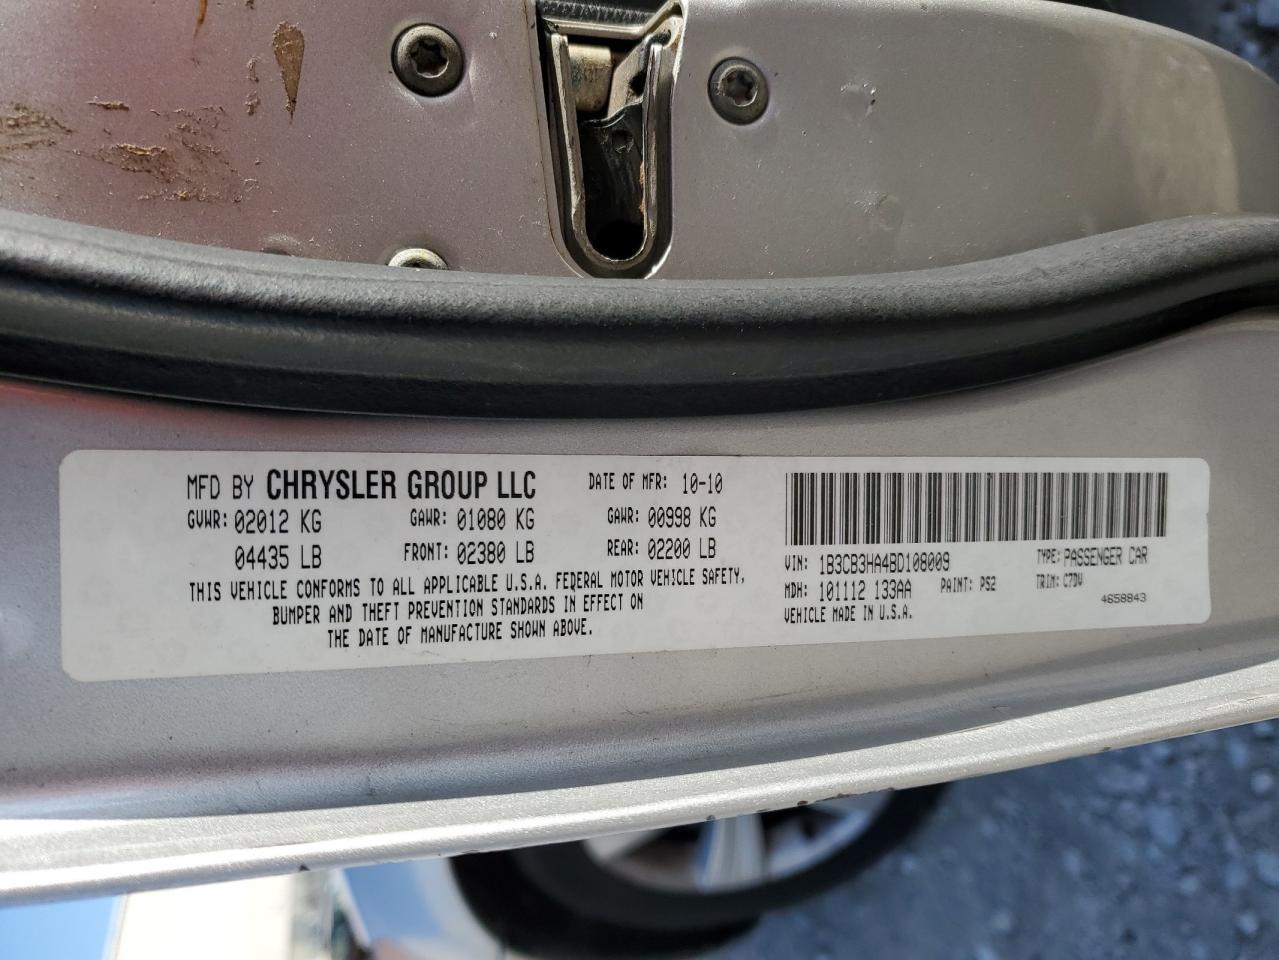 MFD BY CHRYSLER GROUP LLC DATE OF MFR: 10-10
GVWR: 02012 KG GAWR: 01080 KG GAWR: 00998 KG
04435 LB FRONT: 02380 LB REAR: 02200 LB
THIS VEHICLE CONFORMS TO ALL APPLICABLE U.S.A. FEDERAL MOTOR VEHICLE SAFETY,
BUMPER AND THEFT PREVENTION STANDARDS IN EFFECT ON
THE DATE OF MANUFACTURE SHOWN ABOVE.
VIN: 1B3CB3HA4BD108009 TYPE: PASSENGER CAR
MDH: 101112 133AA PAINT: PS2 TRIM: C7DV
VEHICLE MADE IN U.S.A. 4658843